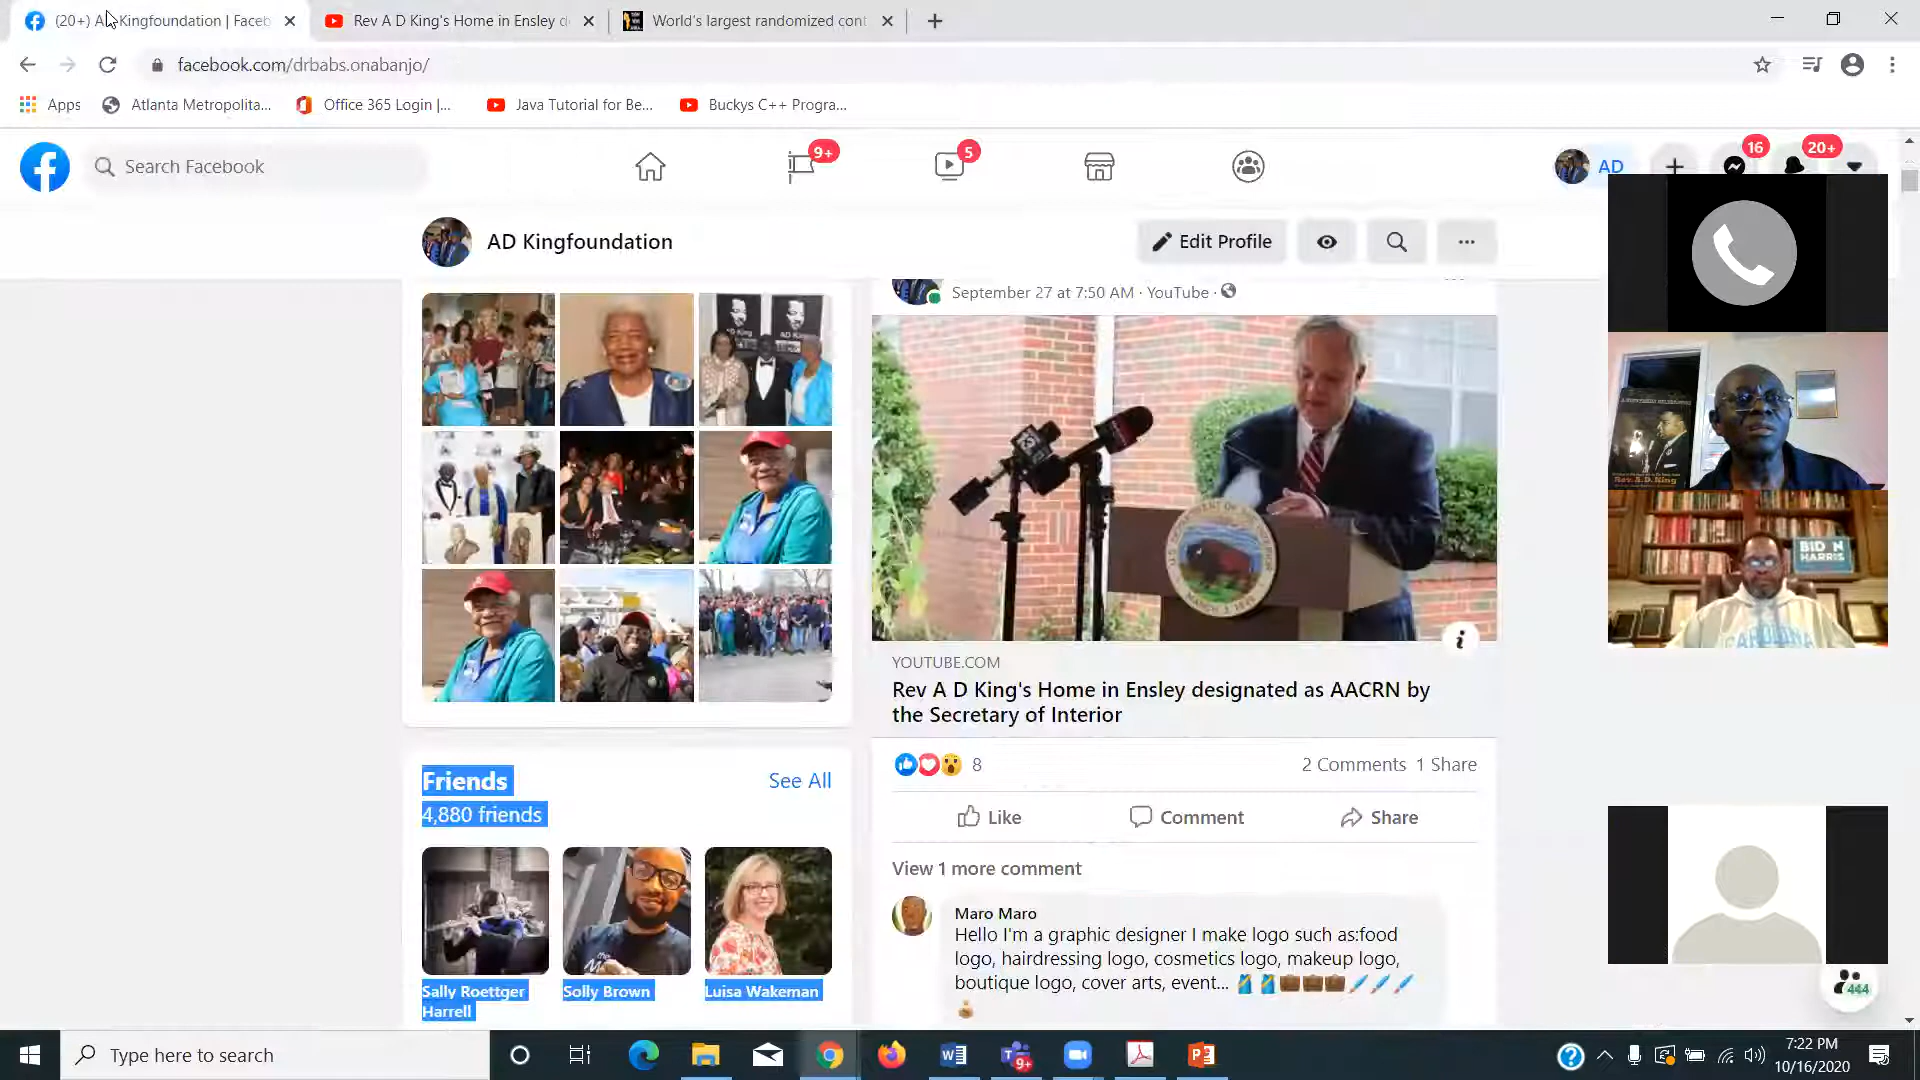 (20+) A Kingfoundation | Faceb
Rev A D King's Home in Ensley d
World's largest randomized cont
facebook.com/drbabs.onabanjo/
Apps
Atlanta Metropolita...
Office 365 Login |...
Java Tutorial for Be...
Buckys C++ Progra...
Search Facebook
9+
5
AD
16
20+
AD Kingfoundation
Edit Profile
September 27 at 7:50 AM · YouTube ·
YOUTUBE.COM
Rev A D King's Home in Ensley designated as AACRN by
the Secretary of Interior
8
2 Comments 1 Share
Like
Comment
Share
View 1 more comment
Maro Maro
Hello I'm a graphic designer I make logo such as:food
logo, hairdressing logo, cosmetics logo, makeup logo,
boutique logo, cover arts, event...
Friends
See All
4,880 friends
Sally Roettger
Harrell
Solly Brown
Luisa Wakeman
Rev. A.D. King
BID N
HARRIS
CAROLINA
444
Type here to search
9+
7:22 PM
10/16/2020